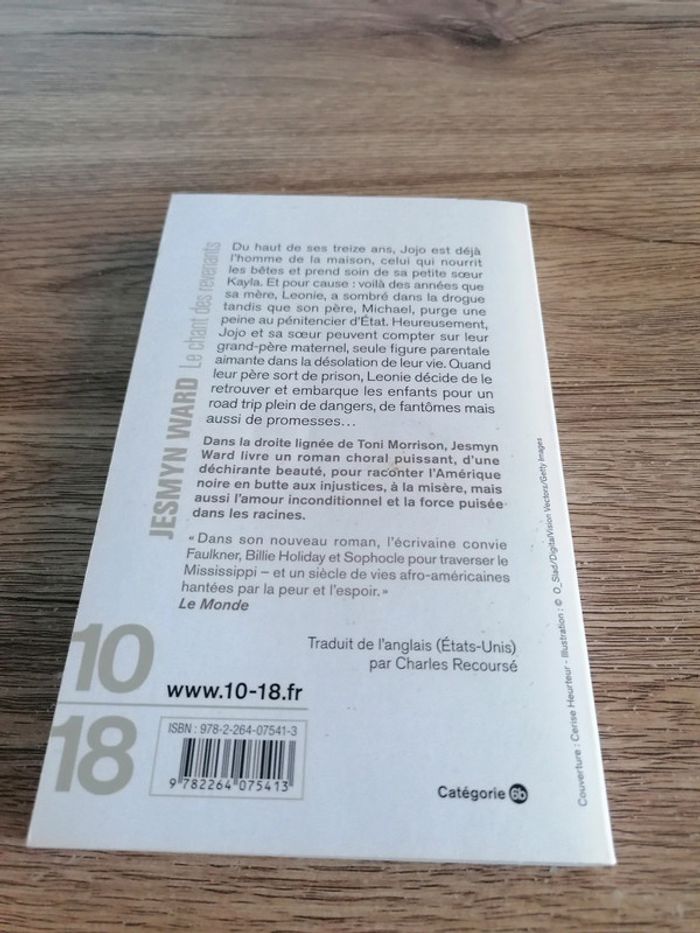 JESMYN WARD Le chant des revenants
Du haut de ses treize ans, Jojo est déjà
l'homme de la maison, celui qui nourrit
les bêtes et prend soin de sa petite sœur
Kayla. Et pour cause : voilà des années que
sa mère, Leonie, a sombré dans la drogue
tandis que son père, Michael, purge une
peine au pénitencier d'État. Heureusement,
Jojo et sa sœur peuvent compter sur leur
grand-père maternel, seule figure parentale
aimante dans la désolation de leur vie. Quand
leur père sort de prison, Leonie décide de le
retrouver et embarque les enfants pour un
road trip plein de dangers, de fantômes mais
aussi de promesses…
Dans la droite lignée de Toni Morrison, Jesmyn
Ward livre un roman choral puissant, d'une
déchirante beauté, pour raconter l'Amérique
noire en butte aux injustices, à la misère, mais
aussi l'amour inconditionnel et la force puisée
dans les racines.
« Dans son nouveau roman, l'écrivaine convie
Faulkner, Billie Holiday et Sophocle pour traverser le
Mississippi – et un siècle de vies afro-américaines
hantées par la peur et l'espoir. »
Le Monde
Traduit de l'anglais (États-Unis)
par Charles Recoursé
10
18
www.10-18.fr
ISBN : 978-2-264-07541-3
9 782264 075413
Catégorie 6b
Couverture : Cerise Heurteur - Illustration : © O_Slad/DigitalVision Vectors/Getty Images